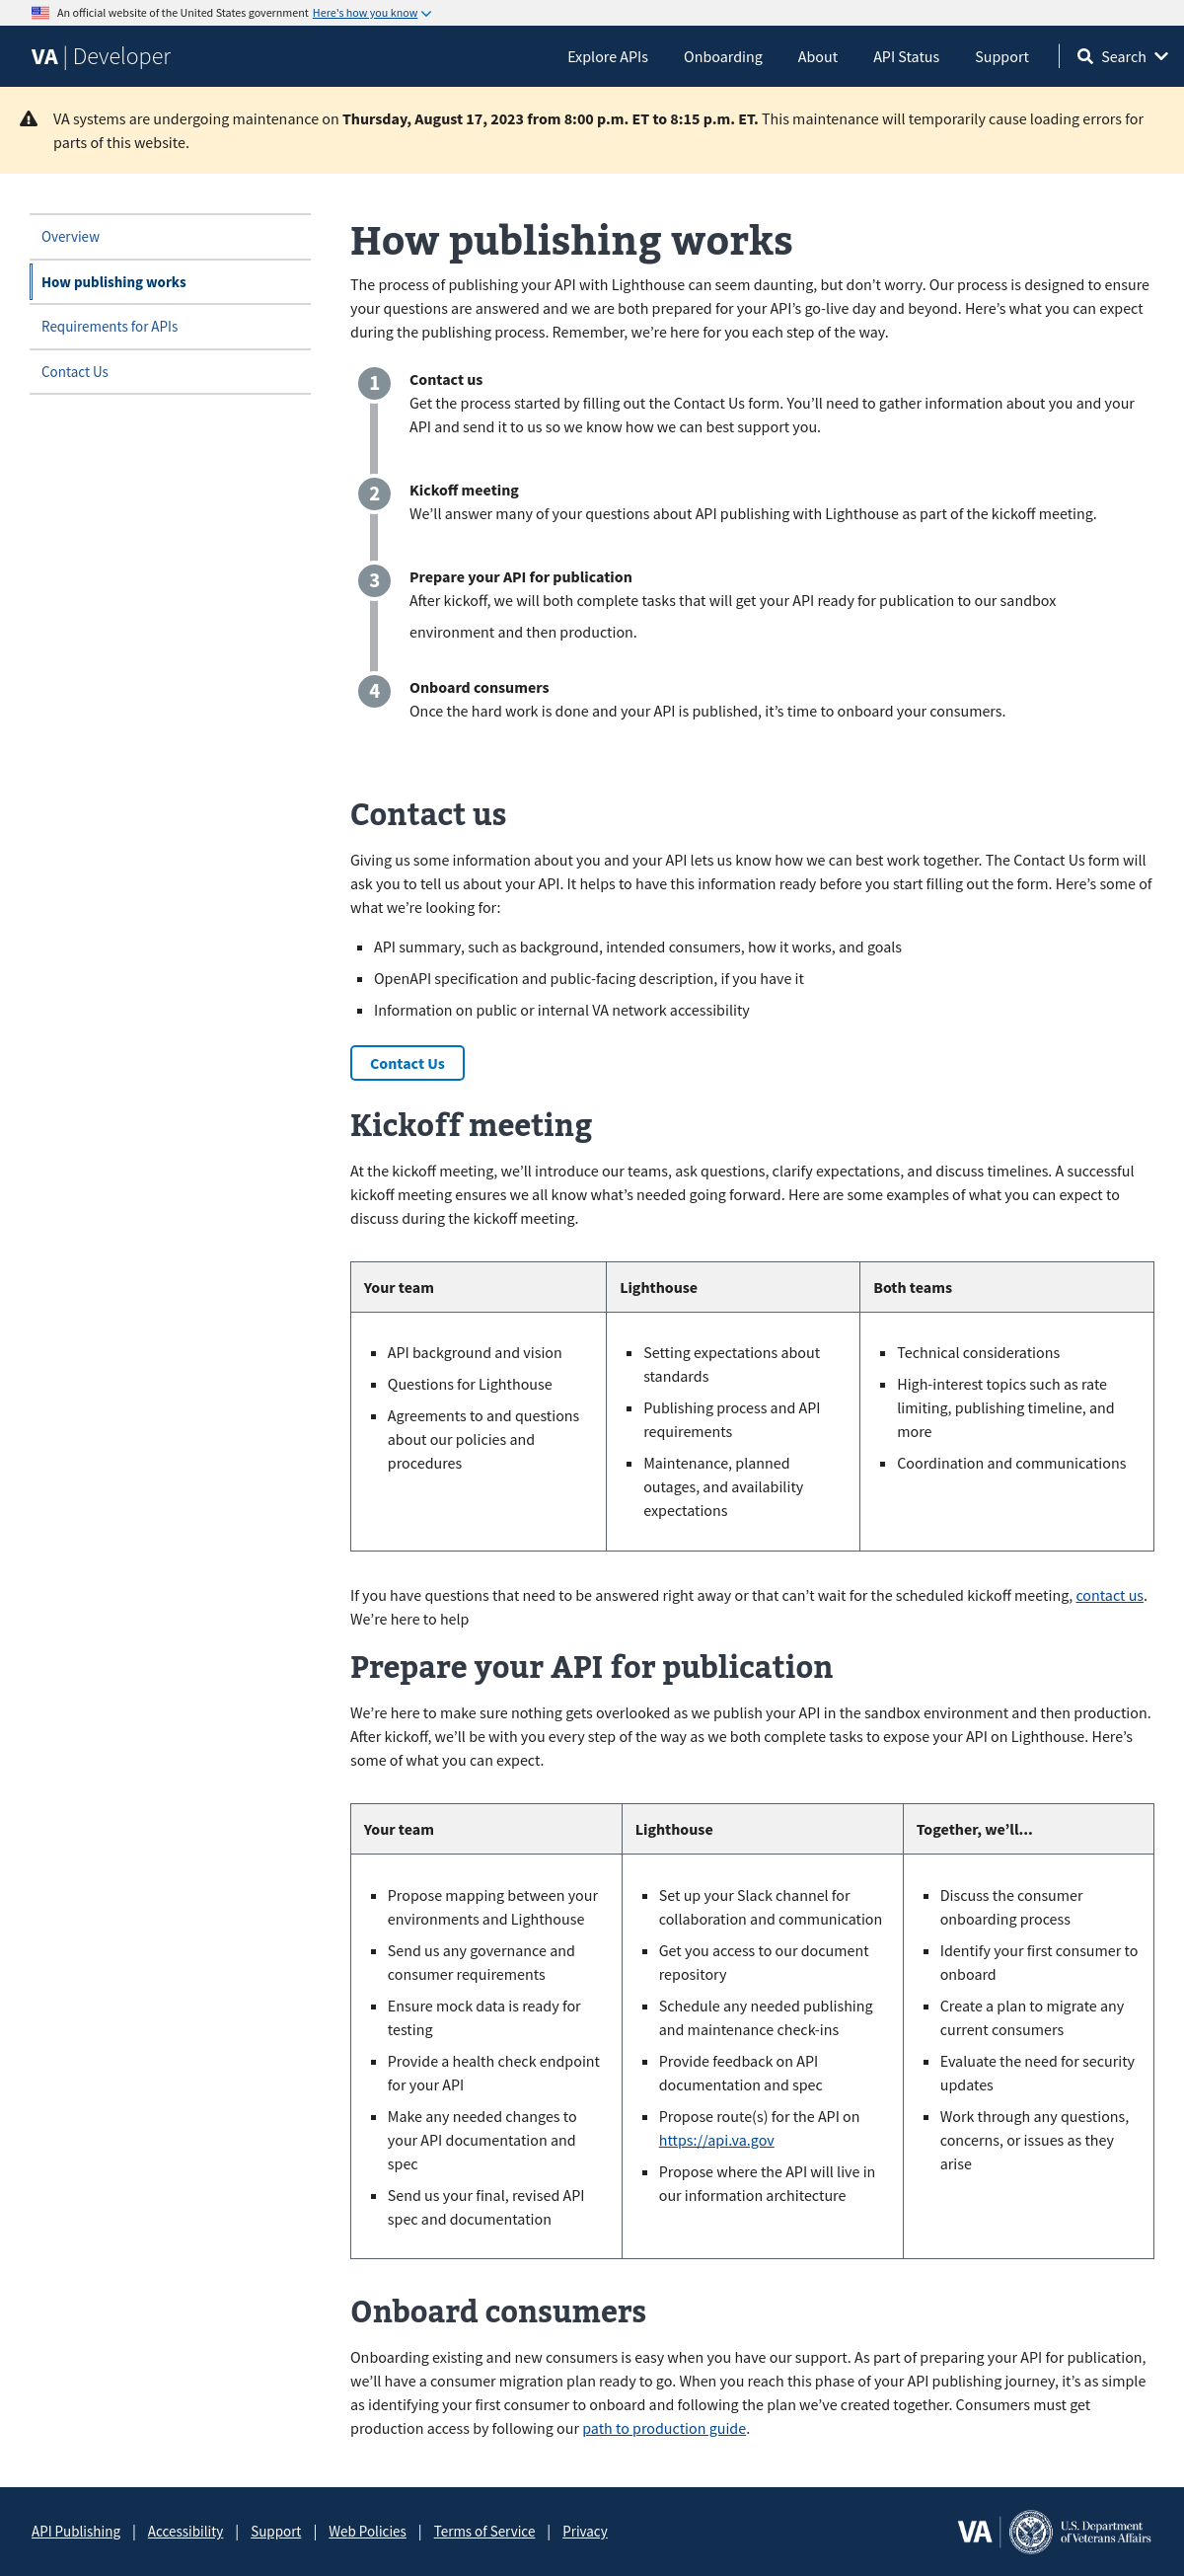 An official website of the United States government Here's how you know
VA | Developer
Explore APIs
Onboarding
About
API Status
Support
Search
VA systems are undergoing maintenance on Thursday, August 17, 2023 from 8:00 p.m. ET to 8:15 p.m. ET. This maintenance will temporarily cause loading errors for
parts of this website.
Overview
How publishing works
Requirements for APIs
Contact Us
How publishing works
The process of publishing your API with Lighthouse can seem daunting, but don’t worry. Our process is designed to ensure
your questions are answered and we are both prepared for your API’s go-live day and beyond. Here’s what you can expect
during the publishing process. Remember, we’re here for you each step of the way.
1
Contact us
Get the process started by filling out the Contact Us form. You’ll need to gather information about you and your
API and send it to us so we know how we can best support you.
2
Kickoff meeting
We’ll answer many of your questions about API publishing with Lighthouse as part of the kickoff meeting.
3
Prepare your API for publication
After kickoff, we will both complete tasks that will get your API ready for publication to our sandbox
environment and then production.
4
Onboard consumers
Once the hard work is done and your API is published, it’s time to onboard your consumers.
Contact us
Giving us some information about you and your API lets us know how we can best work together. The Contact Us form will
ask you to tell us about your API. It helps to have this information ready before you start filling out the form. Here’s some of
what we’re looking for:
API summary, such as background, intended consumers, how it works, and goals
OpenAPI specification and public-facing description, if you have it
Information on public or internal VA network accessibility
Contact Us
Kickoff meeting
At the kickoff meeting, we’ll introduce our teams, ask questions, clarify expectations, and discuss timelines. A successful
kickoff meeting ensures we all know what’s needed going forward. Here are some examples of what you can expect to
discuss during the kickoff meeting.
Your team
Lighthouse
Both teams
API background and vision
Questions for Lighthouse
Agreements to and questions
about our policies and
procedures
Setting expectations about
standards
Publishing process and API
requirements
Maintenance, planned
outages, and availability
expectations
Technical considerations
High-interest topics such as rate
limiting, publishing timeline, and
more
Coordination and communications
If you have questions that need to be answered right away or that can’t wait for the scheduled kickoff meeting, contact us.
We’re here to help
Prepare your API for publication
We’re here to make sure nothing gets overlooked as we publish your API in the sandbox environment and then production.
After kickoff, we’ll be with you every step of the way as we both complete tasks to expose your API on Lighthouse. Here’s
some of what you can expect.
Your team
Lighthouse
Together, we’ll...
Propose mapping between your
environments and Lighthouse
Send us any governance and
consumer requirements
Ensure mock data is ready for
testing
Provide a health check endpoint
for your API
Make any needed changes to
your API documentation and
spec
Send us your final, revised API
spec and documentation
Set up your Slack channel for
collaboration and communication
Get you access to our document
repository
Schedule any needed publishing
and maintenance check-ins
Provide feedback on API
documentation and spec
Propose route(s) for the API on
https://api.va.gov
Propose where the API will live in
our information architecture
Discuss the consumer
onboarding process
Identify your first consumer to
onboard
Create a plan to migrate any
current consumers
Evaluate the need for security
updates
Work through any questions,
concerns, or issues as they
arise
Onboard consumers
Onboarding existing and new consumers is easy when you have our support. As part of preparing your API for publication,
we’ll have a consumer migration plan ready to go. When you reach this phase of your API publishing journey, it’s as simple
as identifying your first consumer to onboard and following the plan we’ve created together. Consumers must get
production access by following our path to production guide.
API Publishing | Accessibility | Support | Web Policies | Terms of Service | Privacy
VA
U.S. Department
of Veterans Affairs